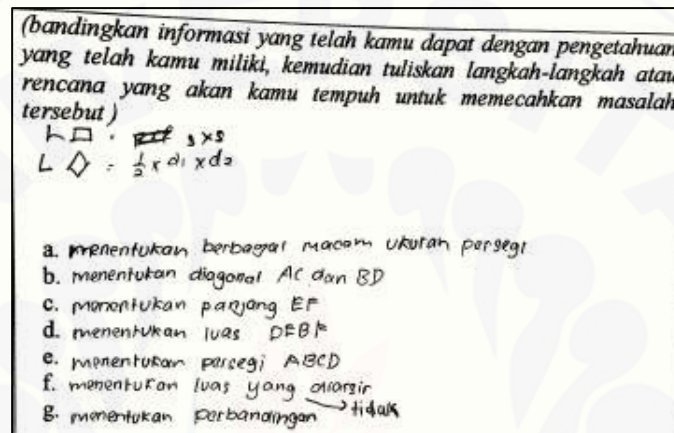 (bandingkan informasi yang telah kamu dapat dengan pengetahuan
yang telah kamu miliki, kemudian tuliskan langkah-langkah atau
rencana yang akan kamu tempuh untuk memecahkan masalah
tersebut)
L □ = s x s
L ◇ = 1/2 x d1 x d2
a. menentukan berbagai macam ukuran persegi
b. menentukan diagonal AC dan BD
c. menentukan panjang EF
d. menentukan luas DEBF
e. menentukan persegi ABCD
f. menentukan luas yang diarsir
g. menentukan perbandingan → tidak